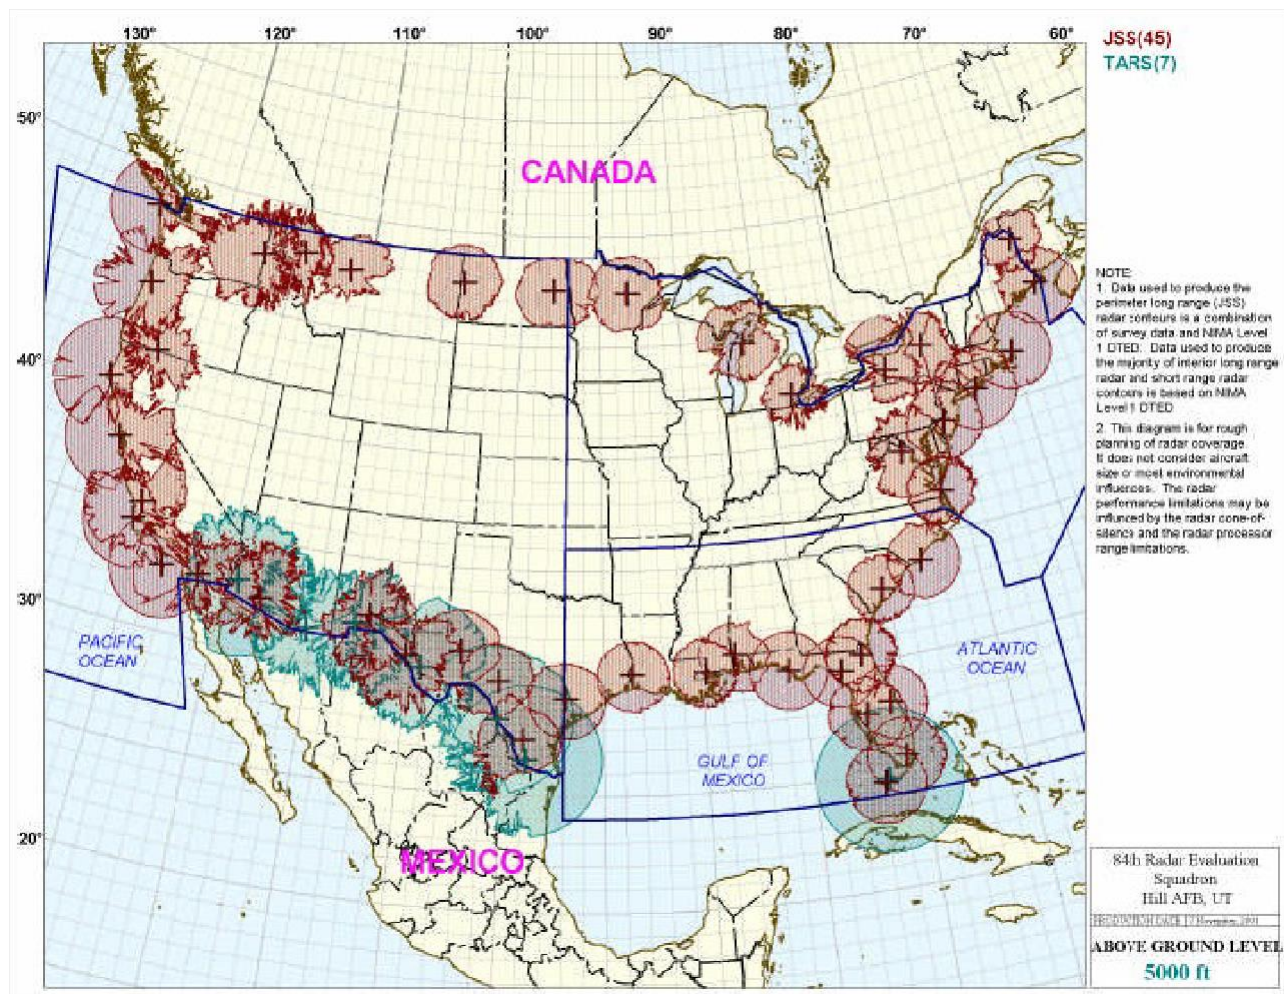 130°
120°
110°
100°
90°
80°
70°
60°
50°
40°
30°
20°
CANADA
MEXICO
PACIFIC
OCEAN
GULF OF
MEXICO
ATLANTIC
OCEAN
JSS(45)
TARS(7)
NOTE:
1. Data used to produce the
perimeter long range (JSS)
radar contours is a combination
of survey data and NIMA Level
1 DTED. Data used to produce
the majority of interior long range
radar and short range radar
contours is based on NIMA
Level 1 DTED
2. This diagram is for rough
planning of radar coverage.
It does not consider aircraft
size or most environmental
influences. The radar
performance limitations may be
influnced by the radar cone-of-
silence and the radar processor
range limitations.
84th Radar Evaluation
Squadron
Hill AFB, UT
PRODUCTION DATE November, 2001
ABOVE GROUND LEVEL
5000 ft